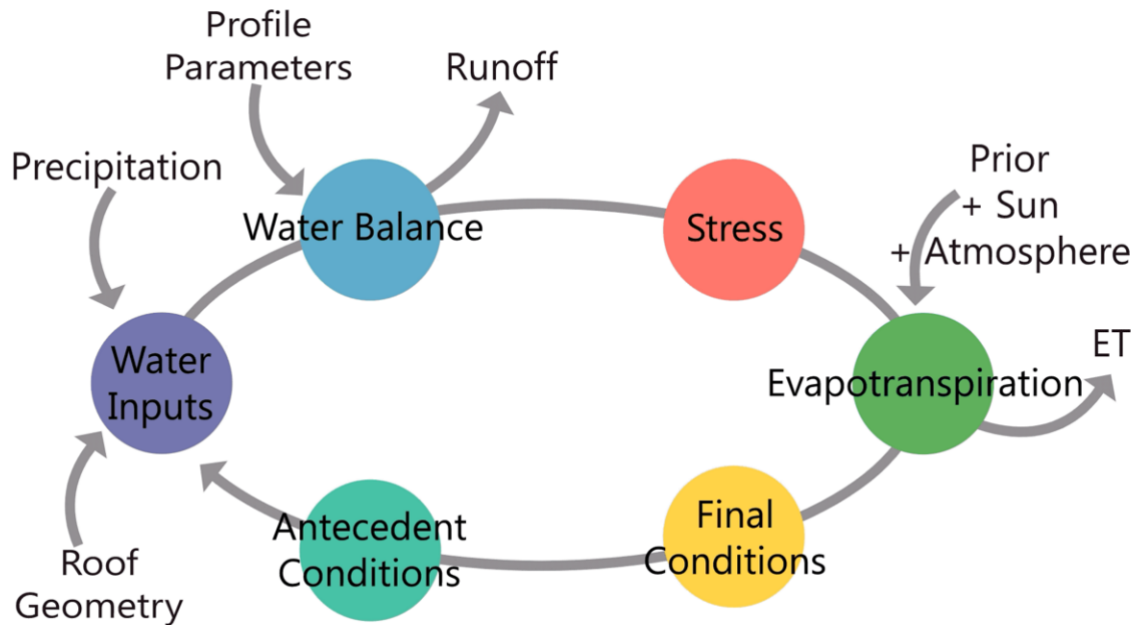 Profile
Parameters
Runoff
Precipitation
Prior
+ Sun
+ Atmosphere
Water Balance
Stress
Water
Inputs
ET
Evapotranspiration
Antecedent
Conditions
Final
Conditions
Roof
Geometry